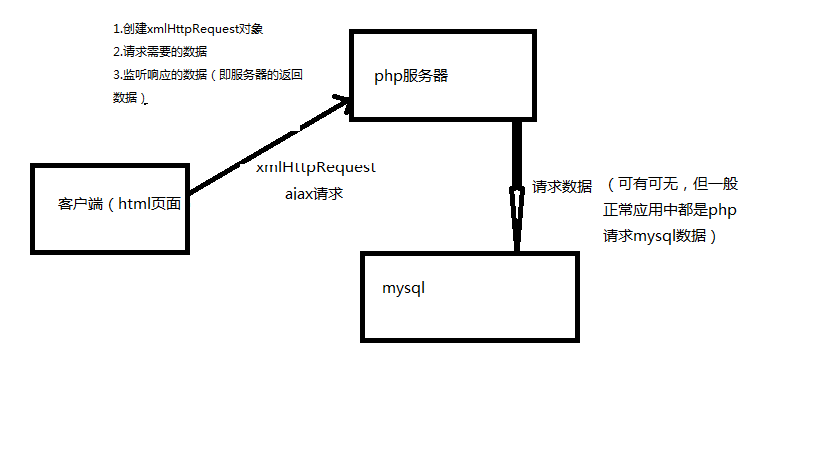 1.创建xmlHttpRequest对象
2.请求需要的数据
3.监听响应的数据（即服务器的返回
数据）
php服务器
xmlHttpRequest
ajax请求
客户端（html页面
请求数据
（可有可无，但一般
正常应用中都是php
请求mysql数据）
mysql